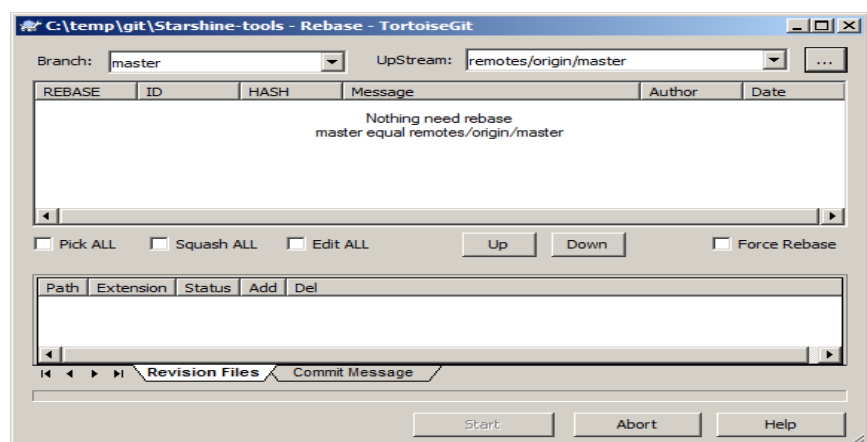 C:\temp\git\Starshine-tools - Rebase - TortoiseGit
Branch: master UpStream: remotes/origin/master ...
REBASE ID HASH Message Author Date
Nothing need rebase
master equal remotes/origin/master
Pick ALL Squash ALL Edit ALL Up Down Force Rebase
Path Extension Status Add Del
Revision Files Commit Message
Start Abort Help